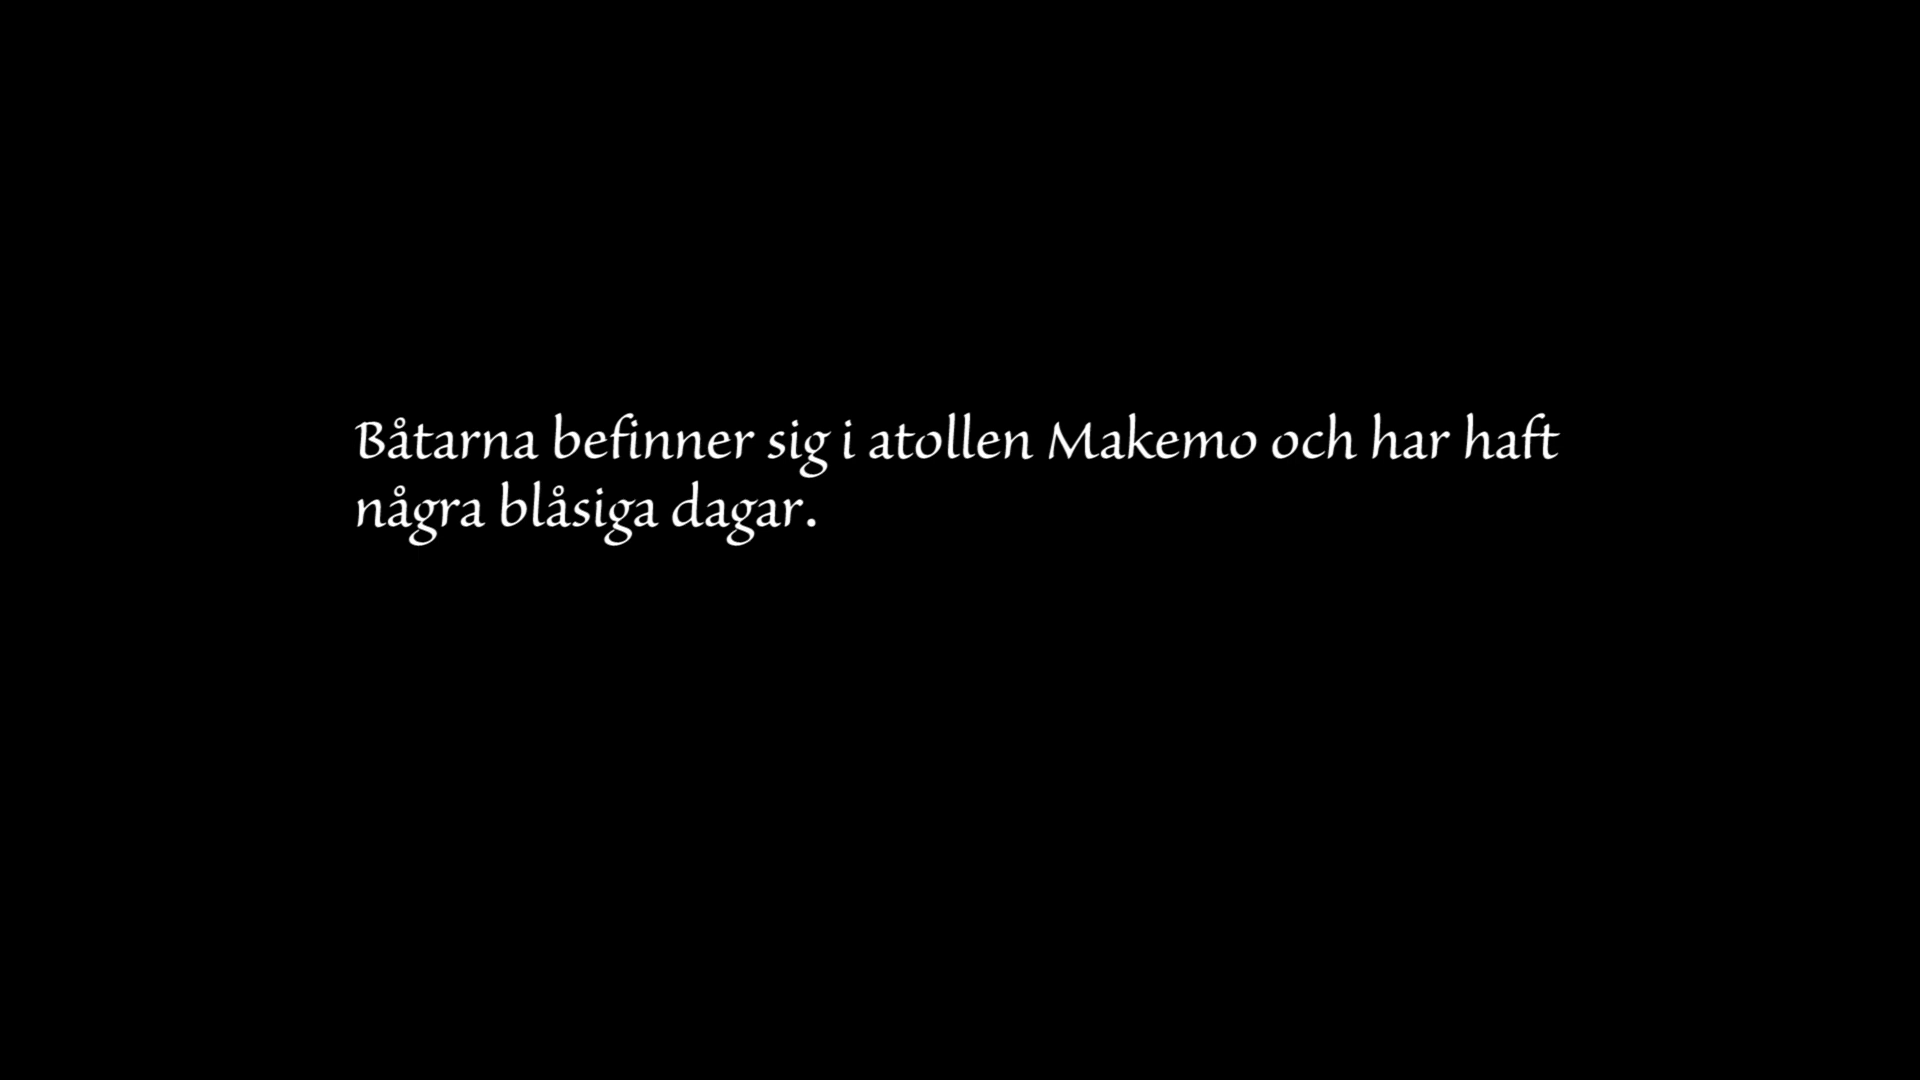 Båtarna befinner sig i atollen Makemo och har haft
några blåsiga dagar.